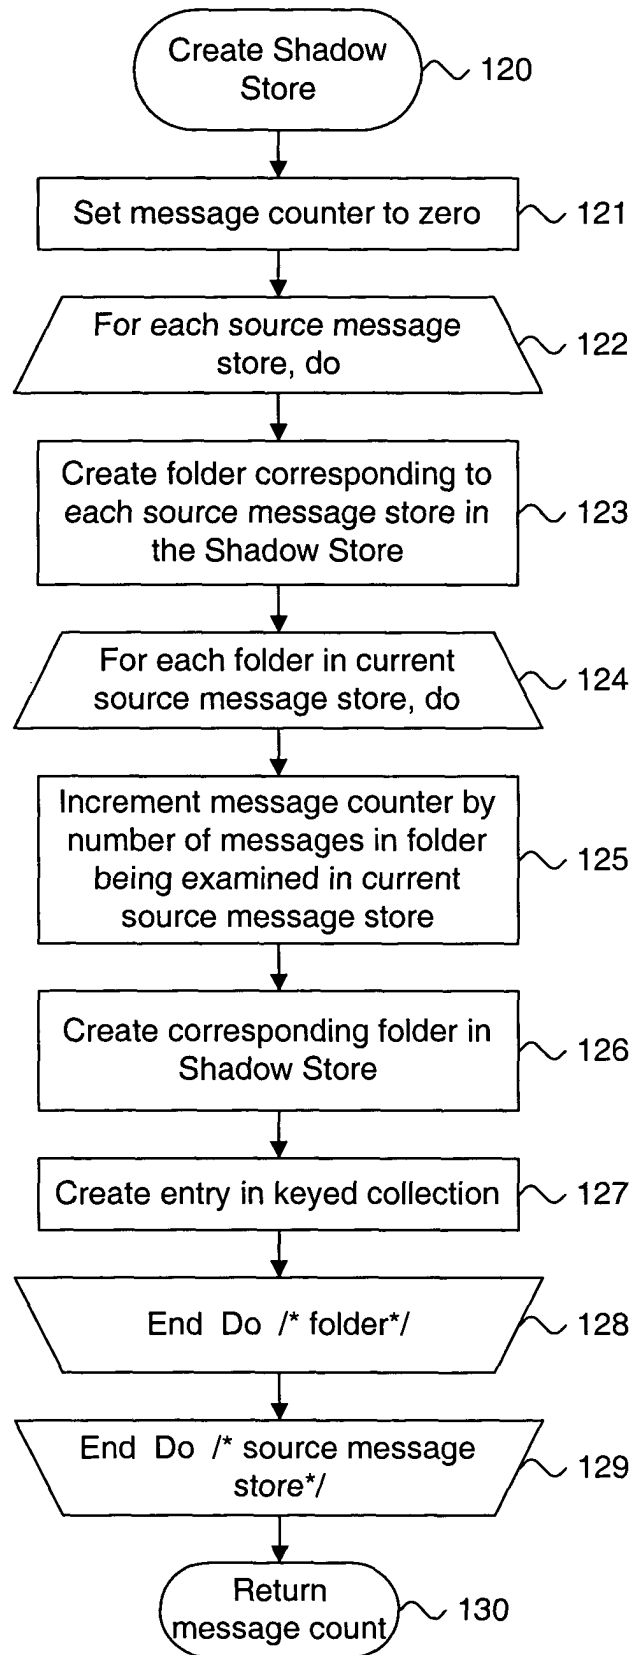 Create Shadow
Store
120
Set message counter to zero
121
For each source message
store, do
122
Create folder corresponding to
each source message store in
the Shadow Store
123
For each folder in current
source message store, do
124
Increment message counter by
number of messages in folder
being examined in current
source message store
125
Create corresponding folder in
Shadow Store
126
Create entry in keyed collection
127
End Do /* folder*/
128
End Do /* source message
store*/
129
Return
message count
130